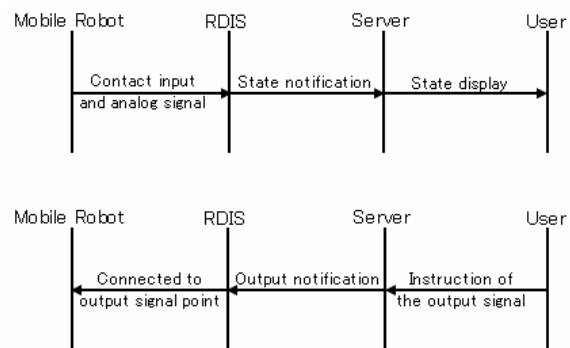 Mobile Robot RDIS Server User
Contact input State notification State display
and analog signal
Mobile Robot RDIS Server User
Connected to Output notification Instruction of
output signal point the output signal